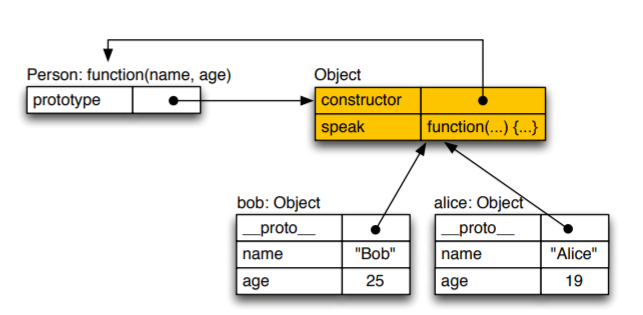 Person: function(name, age)
prototype
Object
constructor
speak function(...) {...}
bob: Object
__proto__
name "Bob"
age 25
alice: Object
__proto__
name "Alice"
age 19